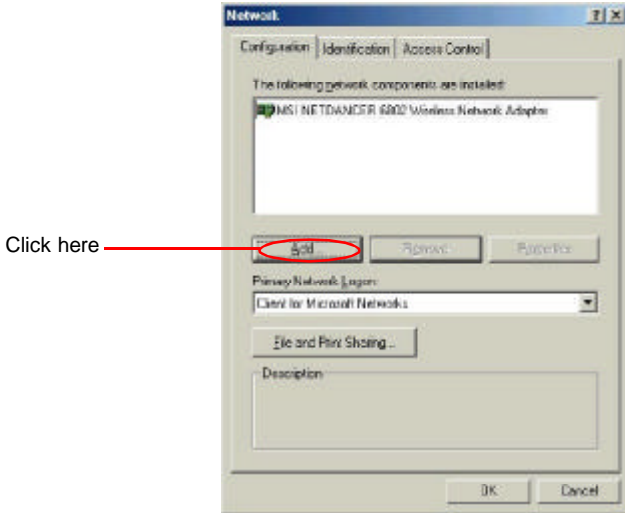 Network
Configuration Identification Access Control
The following network components are installed:
MSI NETDANCER 6802 Wireless Network Adapter
Click here
Add... Remove Properties
Primary Network Logon:
Client for Microsoft Networks
File and Print Sharing...
Description
OK Cancel